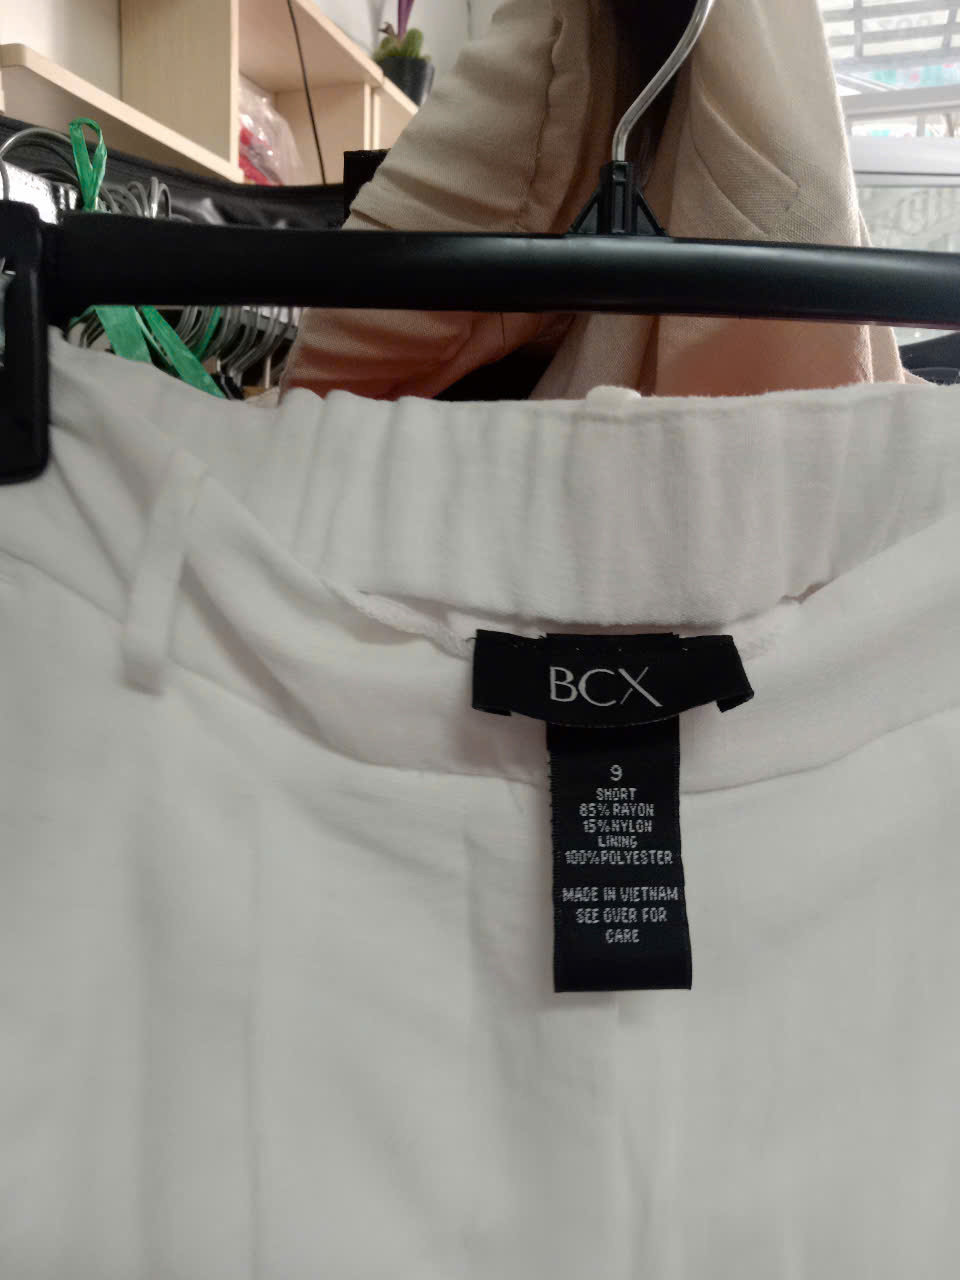 BCX
9
SHORT
85% RAYON
15% NYLON
LINING
100% POLYESTER
MADE IN VIETNAM
SEE OVER FOR
CARE